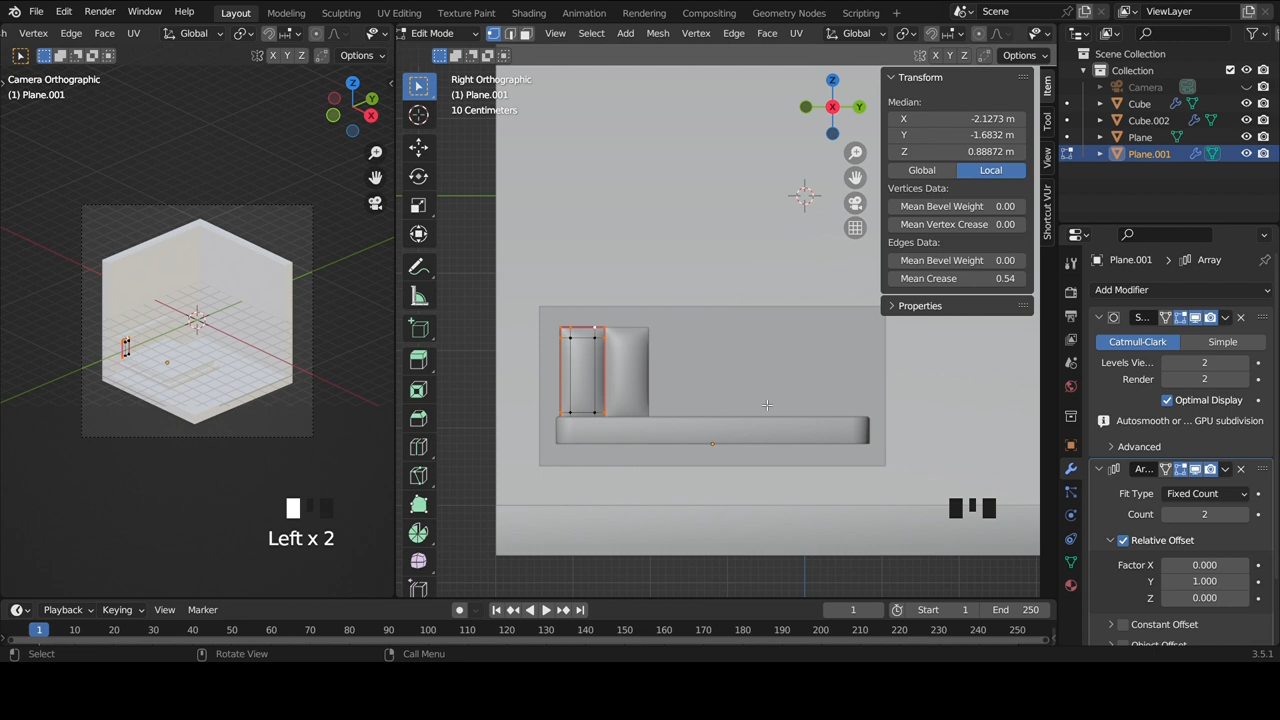 File Edit Render Window Help Layout Modeling Sculpting UV Editing Texture Paint Shading Animation Rendering Compositing Geometry Nodes Scripting Scene ViewLayer
Vertex Edge Face UV Global Edit Mode View Select Add Mesh Vertex Edge Face UV Global
X Y Z Options X Y Z Options Scene Collection
Collection
Camera Orthographic
(1) Plane.001
Right Orthographic
(1) Plane.001
10 Centimeters
Z
Y
X
Z
X
Y
Transform
Median:
X -2.1273 m
Y -1.6832 m
Z 0.88872 m
Global Local
Vertices Data:
Mean Bevel Weight 0.00
Mean Vertex Crease 0.00
Edges Data:
Mean Bevel Weight 0.00
Mean Crease 0.54
Properties
Item
Tool
View
Shortcut VUr
Camera
Cube
Cube.002
Plane
Plane.001
Plane.001 Array
Add Modifier
S...
Catmull-Clark Simple
Levels Vie... 2
Render 2
Optimal Display
Autosmooth or ... GPU subdivision
Advanced
Ar...
Fit Type Fixed Count
Count 2
Relative Offset
Factor X 0.000
Y 1.000
Z 0.000
Constant Offset
Left x 2
Playback Keying View Marker 1 Start 1 End 250
1 10 20 30 40 50 60 70 80 90 100 110 120 130 140 150 160 170 180 190 200 210 220 230 240 250
Select Rotate View Call Menu 3.5.1